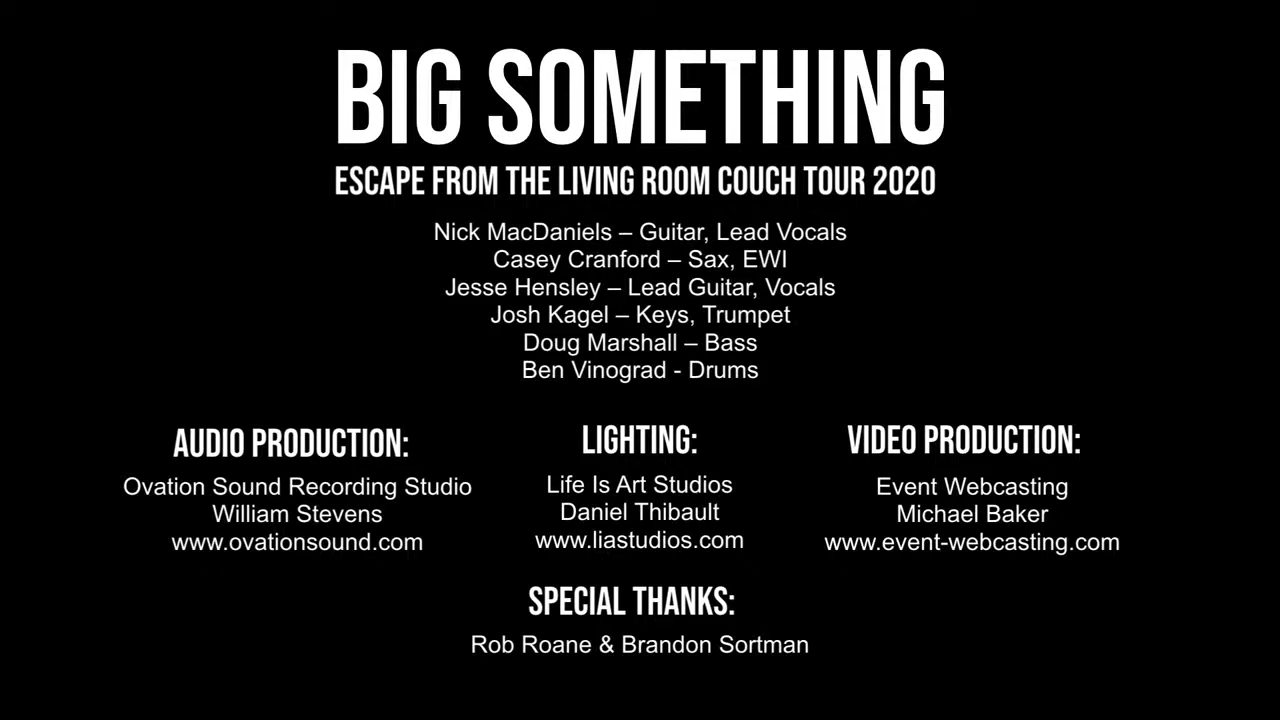 BIG SOMETHING
ESCAPE FROM THE LIVING ROOM COUCH TOUR 2020
Nick MacDaniels – Guitar, Lead Vocals
Casey Cranford – Sax, EWI
Jesse Hensley – Lead Guitar, Vocals
Josh Kagel – Keys, Trumpet
Doug Marshall – Bass
Ben Vinograd - Drums
AUDIO PRODUCTION:
Ovation Sound Recording Studio
William Stevens
www.ovationsound.com
LIGHTING:
Life Is Art Studios
Daniel Thibault
www.liastudios.com
VIDEO PRODUCTION:
Event Webcasting
Michael Baker
www.event-webcasting.com
SPECIAL THANKS:
Rob Roane & Brandon Sortman